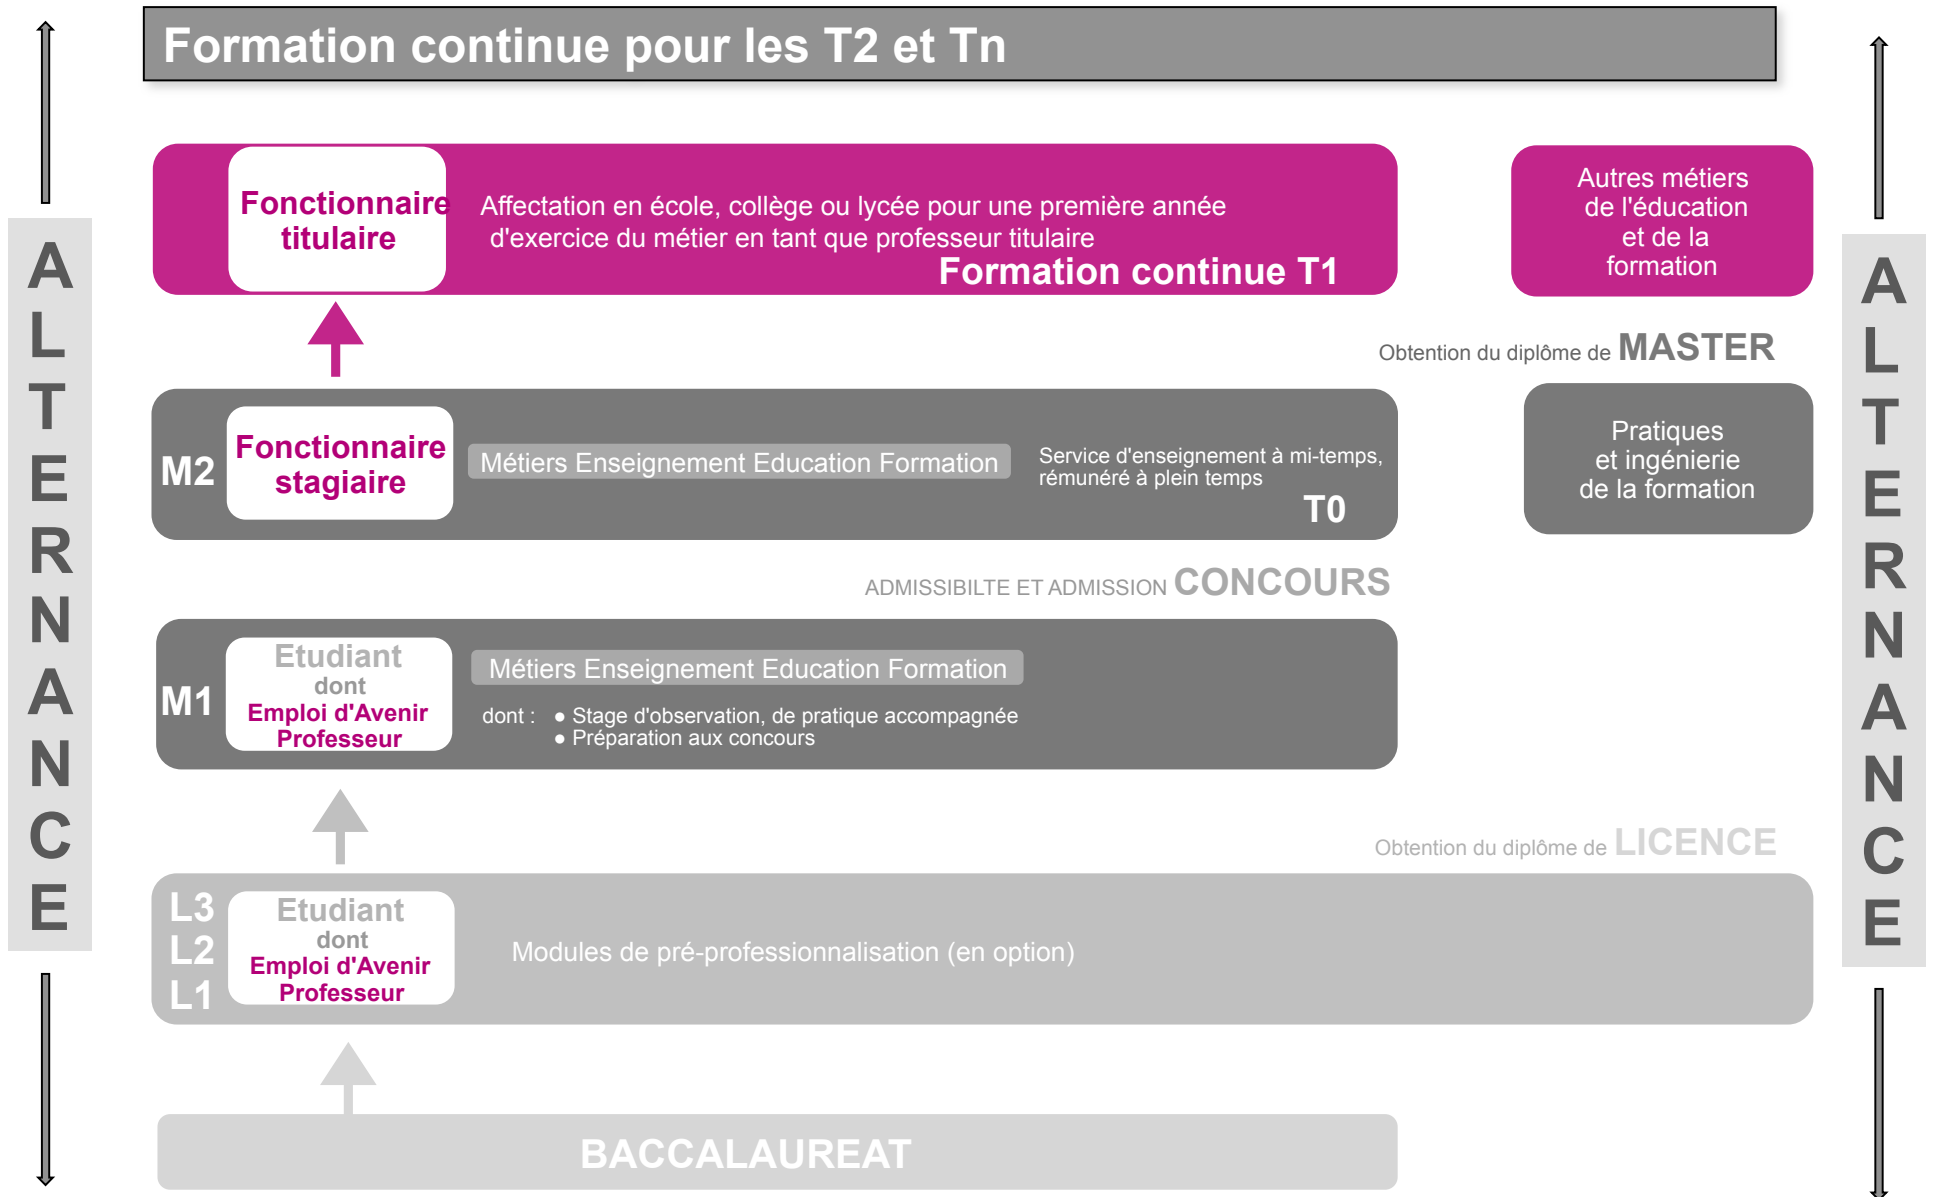 Formation continue pour les T2 et Tn
ALTERNANCE
Fonctionnaire
titulaire
Affectation en école, collège ou lycée pour une première année
d'exercice du métier en tant que professeur titulaire
Formation continue T1
Autres métiers
de l'éducation
et de la
formation
Obtention du diplôme de MASTER
M2
Fonctionnaire
stagiaire
Métiers Enseignement Education Formation
Service d'enseignement à mi-temps,
rémunéré à plein temps
T0
Pratiques
et ingénierie
de la formation
ADMISSIBILTE ET ADMISSION CONCOURS
M1
Etudiant
dont
Emploi d'Avenir
Professeur
Métiers Enseignement Education Formation
dont : ● Stage d'observation, de pratique accompagnée
● Préparation aux concours
Obtention du diplôme de LICENCE
L3
L2
L1
Etudiant
dont
Emploi d'Avenir
Professeur
Modules de pré-professionnalisation (en option)
BACCALAUREAT
ALTERNANCE